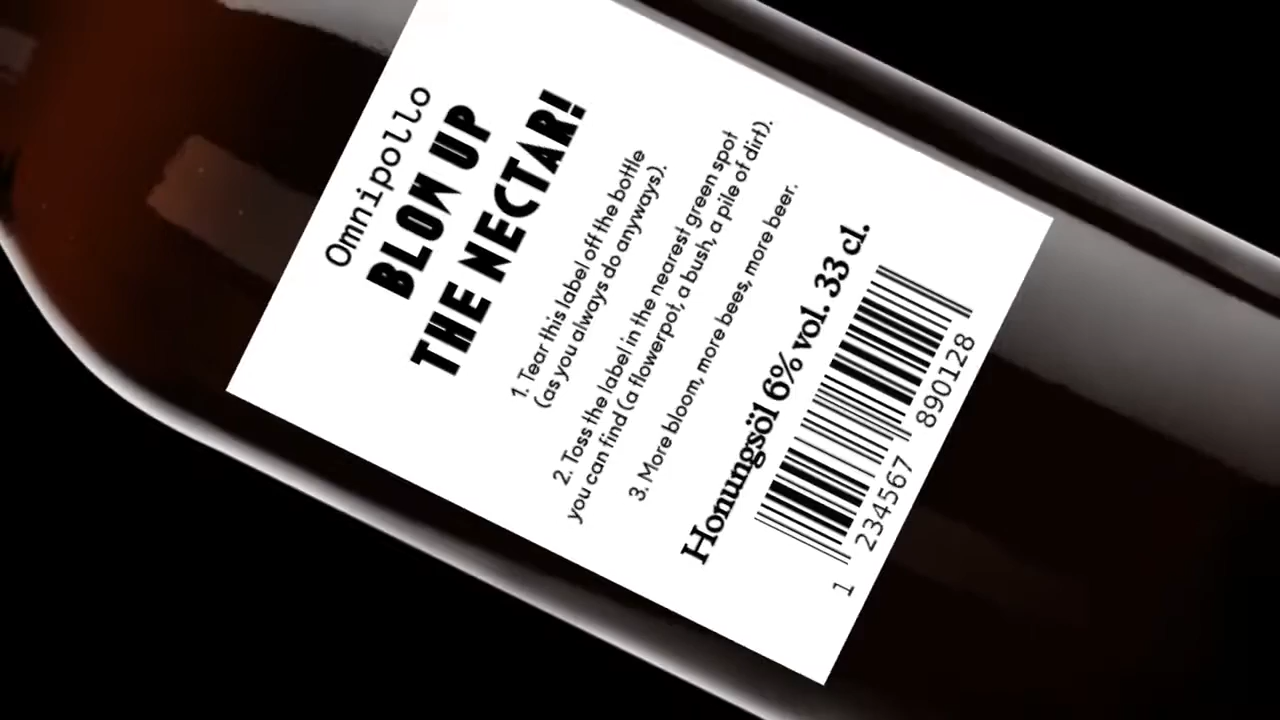 Omnipollo
BLOW UP
THE NECTAR!
1. Tear this label off the bottle
(as you always do anyways).
2. Toss the label in the nearest green spot
you can find (a flowerpot, a bush, a pile of dirt).
3. More bloom, more bees, more beer.
Honungsöl 6% vol. 33 cl.
1 234567 890128